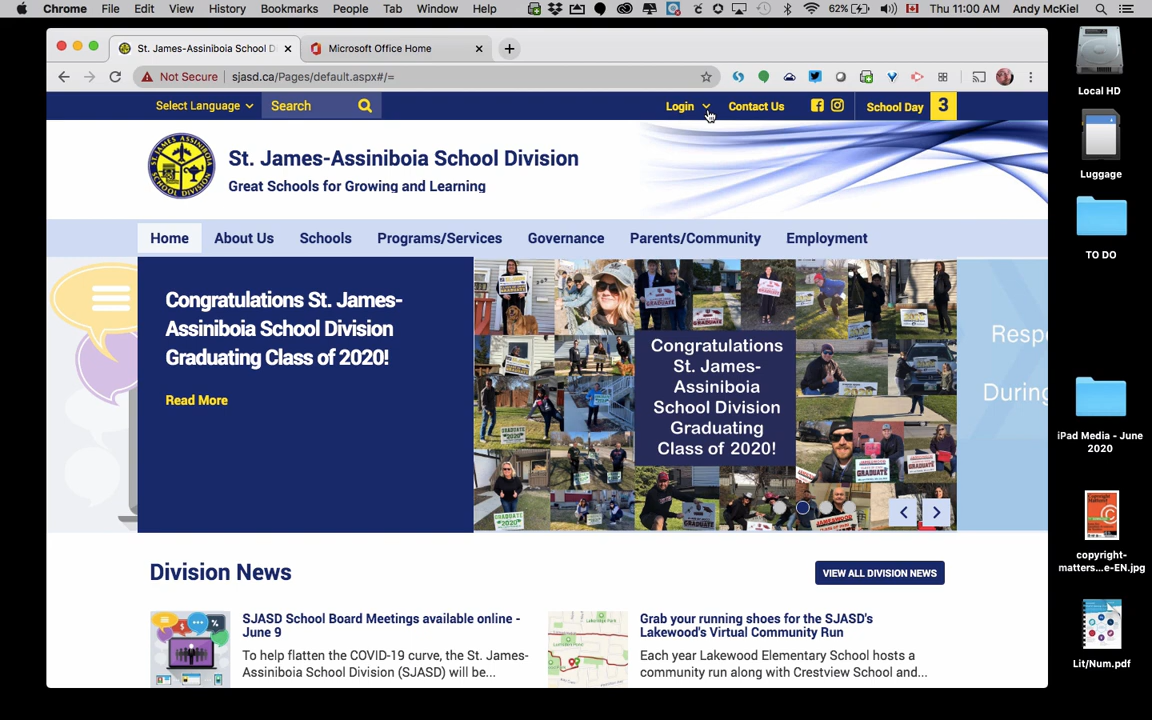 Chrome File Edit View History Bookmarks People Tab Window Help 62% Thu 11:00 AM Andy McKiel
St. James-Assiniboia School D
Microsoft Office Home
Not Secure sjasd.ca/Pages/default.aspx#/=
Select Language Search Login Contact Us School Day 3
ST. JAMES ASSINIBOIA SCHOOL DIVISION
St. James-Assiniboia School Division
Great Schools for Growing and Learning
Home About Us Schools Programs/Services Governance Parents/Community Employment
Congratulations St. James-
Assiniboia School Division
Graduating Class of 2020!
Read More
Congratulations
St. James-
Assiniboia
School Division
Graduating
Class of 2020!
Resp
During
Division News
VIEW ALL DIVISION NEWS
SJASD School Board Meetings available online -
June 9
To help flatten the COVID-19 curve, the St. James-
Assiniboia School Division (SJASD) will be...
Grab your running shoes for the SJASD's
Lakewood's Virtual Community Run
Each year Lakewood Elementary School hosts a
community run along with Crestview School and...
Local HD
Luggage
TO DO
iPad Media - June
2020
copyright-
matters...e-EN.jpg
Lit/Num.pdf